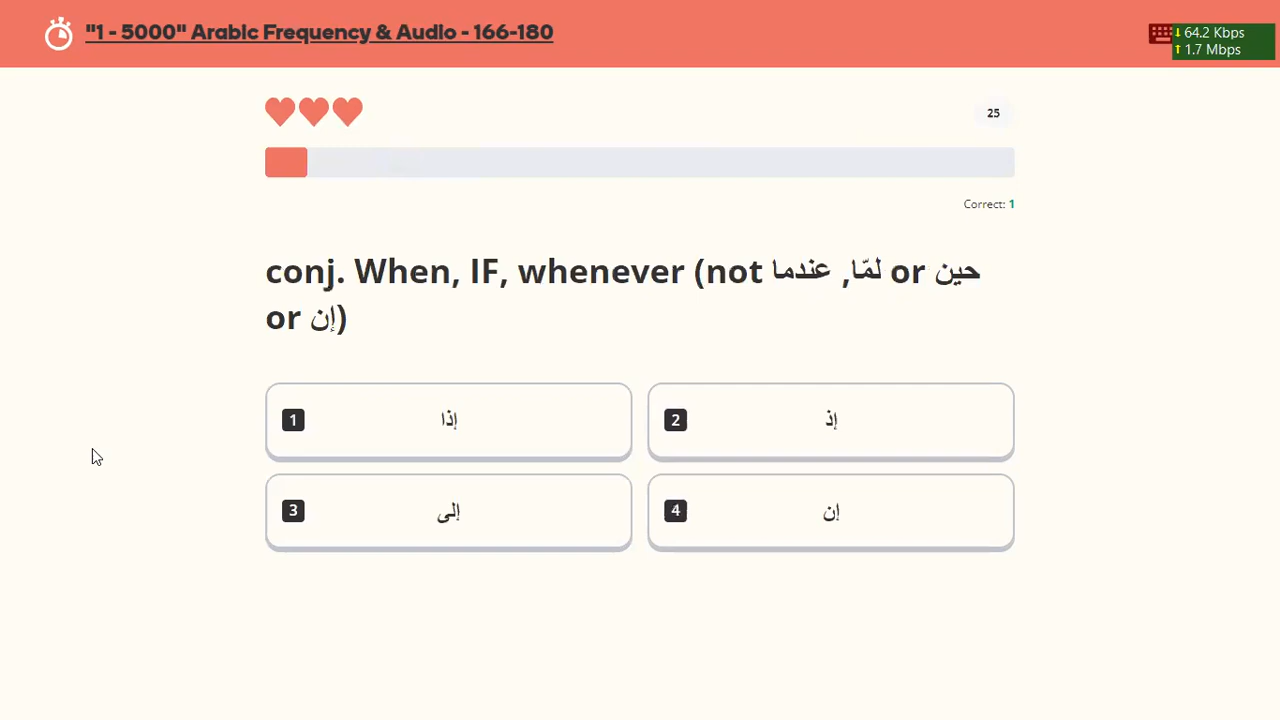 "1 - 5000" Arabic Frequency & Audio - 166-180
↓ 64.2 Kbps
↑ 1.7 Mbps
25
Correct: 1
conj. When, IF, whenever (not لمّا, عندما or حين
or إن)
1 إذا
2 إذ
3 إلى
4 إن